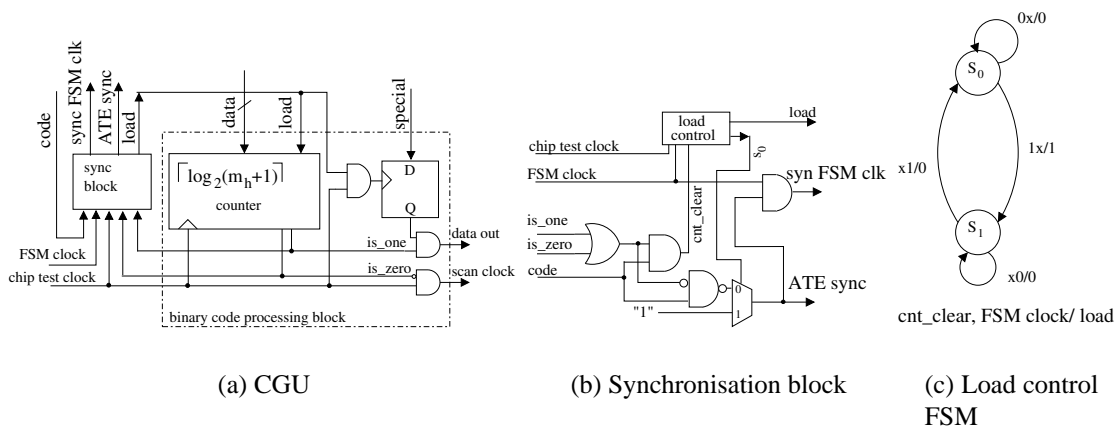 code
sync FSM clk
ATE sync
load
data
load
special
sync
block
⌈log₂(mₕ+1)⌉
counter
D
Q
is_one
data out
FSM clock
is_zero
scan clock
chip test clock
binary code processing block
(a) CGU
load
control
load
chip test clock
s₀
FSM clock
syn FSM clk
cnt_clear
is_one
is_zero
code
0
ATE sync
"1"
1
(b) Synchronisation block
0x/0
S₀
1x/1
x1/0
S₁
x0/0
cnt_clear, FSM clock/ load
(c) Load control
FSM